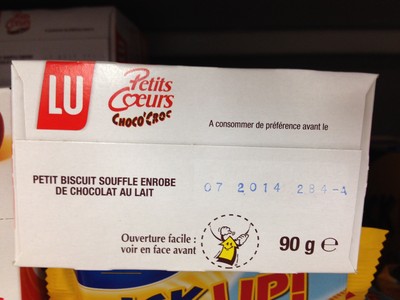 LU
Petits
Cœurs
CHOCO'CROC
A consommer de préférence avant le
PETIT BISCUIT SOUFFLE ENROBE
DE CHOCOLAT AU LAIT
07 2014 284-A
Ouverture facile :
voir en face avant
90 g e
UP!